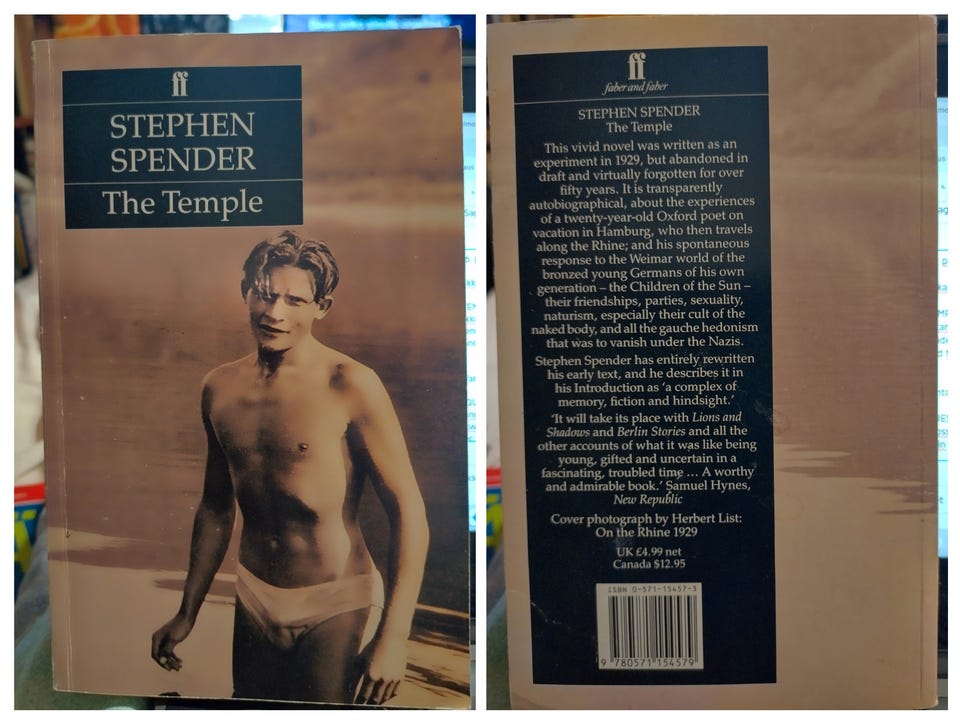 ff
STEPHEN
SPENDER
The Temple
ff
faber and faber
STEPHEN SPENDER
The Temple
This vivid novel was written as an
experiment in 1929, but abandoned in
draft and virtually forgotten for over
fifty years. It is transparently
autobiographical, about the experiences
of a twenty-year-old Oxford poet on
vacation in Hamburg, who then travels
along the Rhine; and his spontaneous
response to the Weimar world of the
bronzed young Germans of his own
generation – the Children of the Sun –
their friendships, parties, sexuality,
naturism, especially their cult of the
naked body, and all the gauche hedonism
that was to vanish under the Nazis.
Stephen Spender has entirely rewritten
his early text, and he describes it in
his Introduction as ‘a complex of
memory, fiction and hindsight.’
‘It will take its place with Lions and
Shadows and Berlin Stories and all the
other accounts of what it was like being
young, gifted and uncertain in a
fascinating, troubled time … A worthy
and admirable book.’ Samuel Hynes,
New Republic
Cover photograph by Herbert List:
On the Rhine 1929
UK £4.99 net
Canada $12.95
ISBN 0-571-15457-3
9 780571 154579